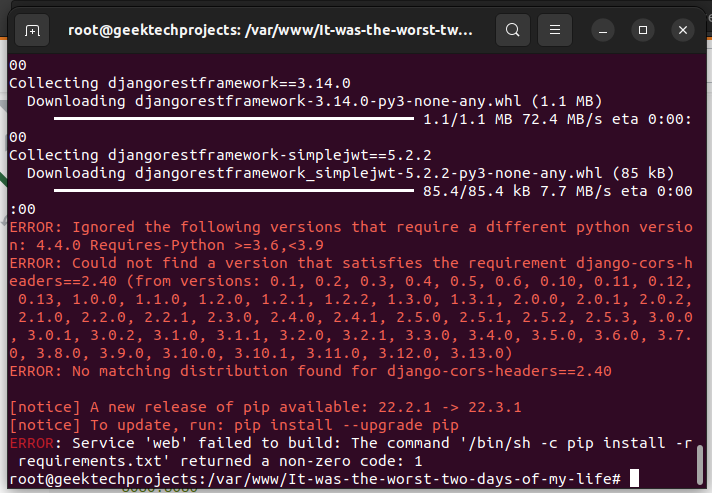 root@geektechprojects: /var/www/It-was-the-worst-tw...
00
Collecting djangorestframework==3.14.0
  Downloading djangorestframework-3.14.0-py3-none-any.whl (1.1 MB)
1.1/1.1 MB 72.4 MB/s eta 0:00:
00
Collecting djangorestframework-simplejwt==5.2.2
  Downloading djangorestframework_simplejwt-5.2.2-py3-none-any.whl (85 kB)
85.4/85.4 kB 7.7 MB/s eta 0:00
:00
ERROR: Ignored the following versions that require a different python versio
n: 4.4.0 Requires-Python >=3.6,<3.9
ERROR: Could not find a version that satisfies the requirement django-cors-h
eaders==2.40 (from versions: 0.1, 0.2, 0.3, 0.4, 0.5, 0.6, 0.10, 0.11, 0.12,
 0.13, 1.0.0, 1.1.0, 1.2.0, 1.2.1, 1.2.2, 1.3.0, 1.3.1, 2.0.0, 2.0.1, 2.0.2,
 2.1.0, 2.2.0, 2.2.1, 2.3.0, 2.4.0, 2.4.1, 2.5.0, 2.5.1, 2.5.2, 2.5.3, 3.0.0
, 3.0.1, 3.0.2, 3.1.0, 3.1.1, 3.2.0, 3.2.1, 3.3.0, 3.4.0, 3.5.0, 3.6.0, 3.7.
0, 3.8.0, 3.9.0, 3.10.0, 3.10.1, 3.11.0, 3.12.0, 3.13.0)
ERROR: No matching distribution found for django-cors-headers==2.40
[notice] A new release of pip available: 22.2.1 -> 22.3.1
[notice] To update, run: pip install --upgrade pip
ERROR: Service 'web' failed to build: The command '/bin/sh -c pip install -r
 requirements.txt' returned a non-zero code: 1
root@geektechprojects:/var/www/It-was-the-worst-two-days-of-my-life#